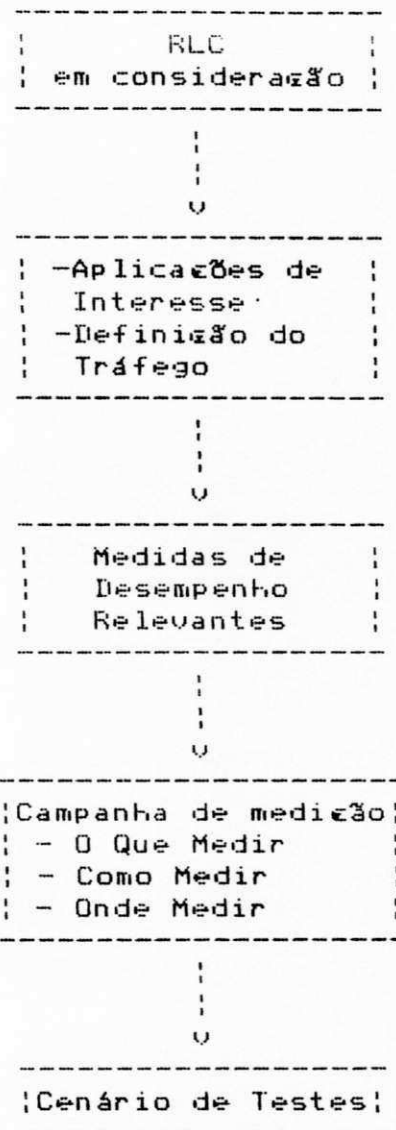 RLC
em consideração
-Aplicações de
Interesse
-Definição do
Tráfego
Medidas de
Desempenho
Relevantes
Campanha de medição
- O Que Medir
- Como Medir
- Onde Medir
Cenário de Testes